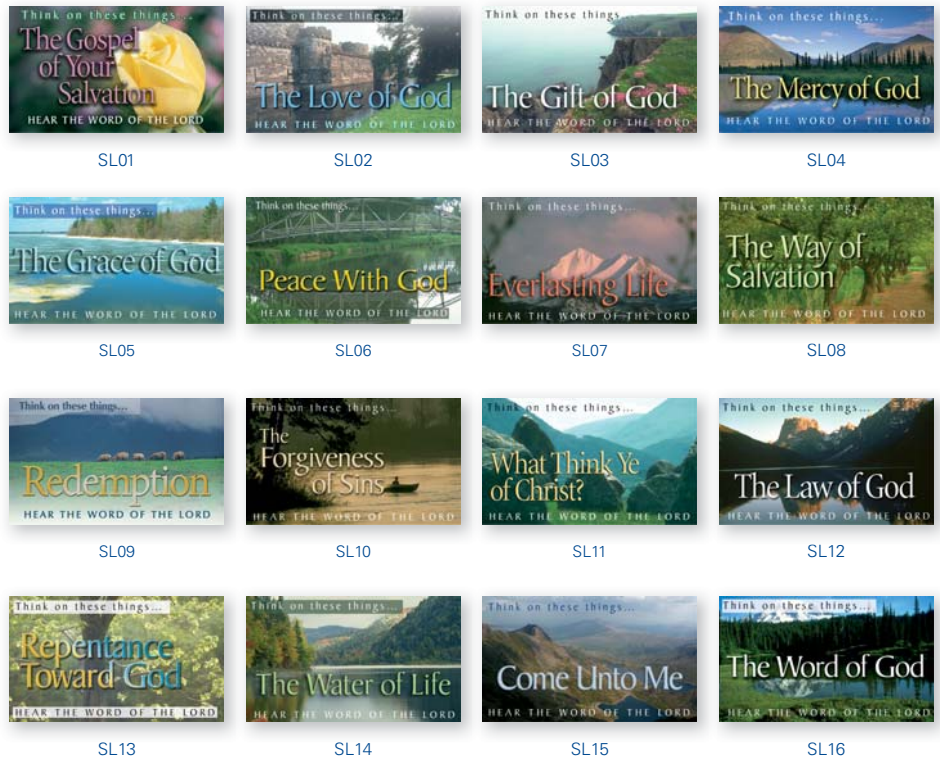 Think on these things...
The Gospel
of Your
Salvation
HEAR THE WORD OF THE LORD
SL01
Think on these things...
The Love of God
HEAR THE WORD OF THE LORD
SL02
Think on these things...
The Gift of God
HEAR THE WORD OF THE LORD
SL03
Think on these things...
The Mercy of God
HEAR THE WORD OF THE LORD
SL04
Think on these things...
The Grace of God
HEAR THE WORD OF THE LORD
SL05
Think on these things...
Peace With God
HEAR THE WORD OF THE LORD
SL06
Think on these things...
Everlasting Life
HEAR THE WORD OF THE LORD
SL07
Think on these things...
The Way of
Salvation
HEAR THE WORD OF THE LORD
SL08
Think on these things...
Redemption
HEAR THE WORD OF THE LORD
SL09
Think on these things...
The
Forgiveness
of Sins
HEAR THE WORD OF THE LORD
SL10
Think on these things...
What Think Ye
of Christ?
HEAR THE WORD OF THE LORD
SL11
Think on these things...
The Law of God
HEAR THE WORD OF THE LORD
SL12
Think on these things...
Repentance
Toward God
HEAR THE WORD OF THE LORD
SL13
Think on these things...
The Water of Life
HEAR THE WORD OF THE LORD
SL14
Think on these things...
Come Unto Me
HEAR THE WORD OF THE LORD
SL15
Think on these things...
The Word of God
HEAR THE WORD OF THE LORD
SL16